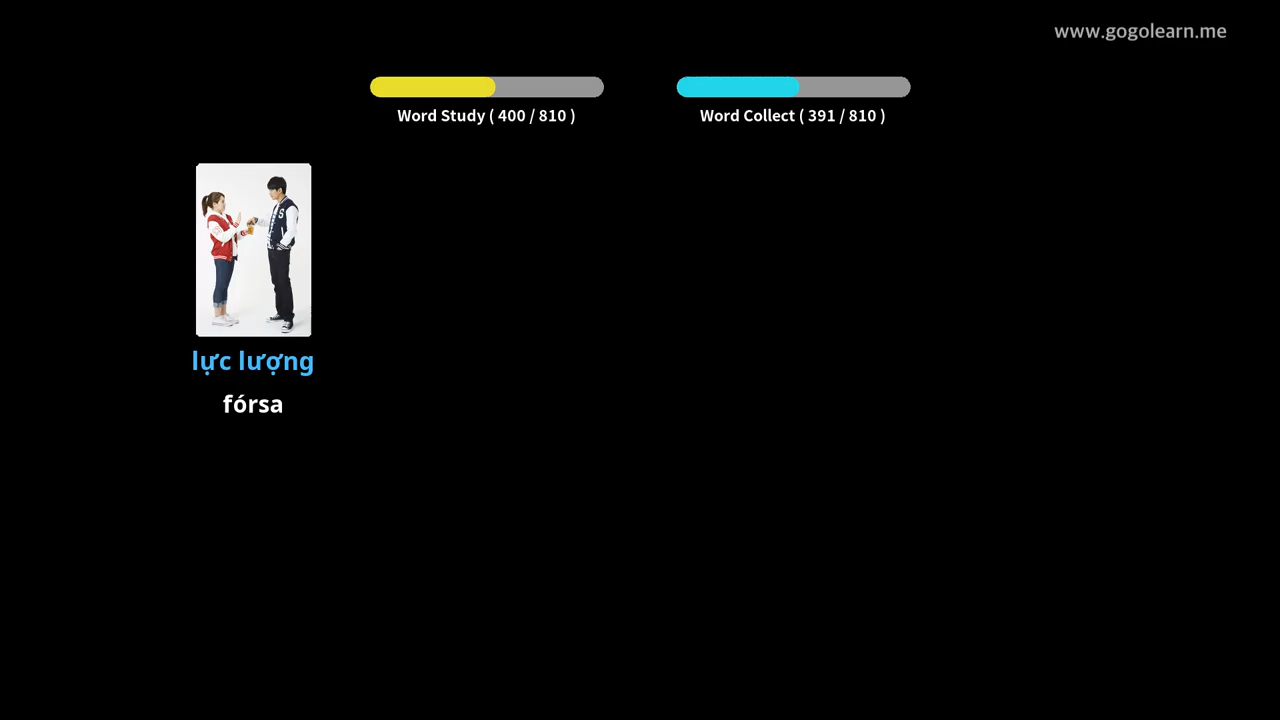 www.gogolearn.me
Word Study ( 400 / 810 )
Word Collect ( 391 / 810 )
lực lượng
fórsa